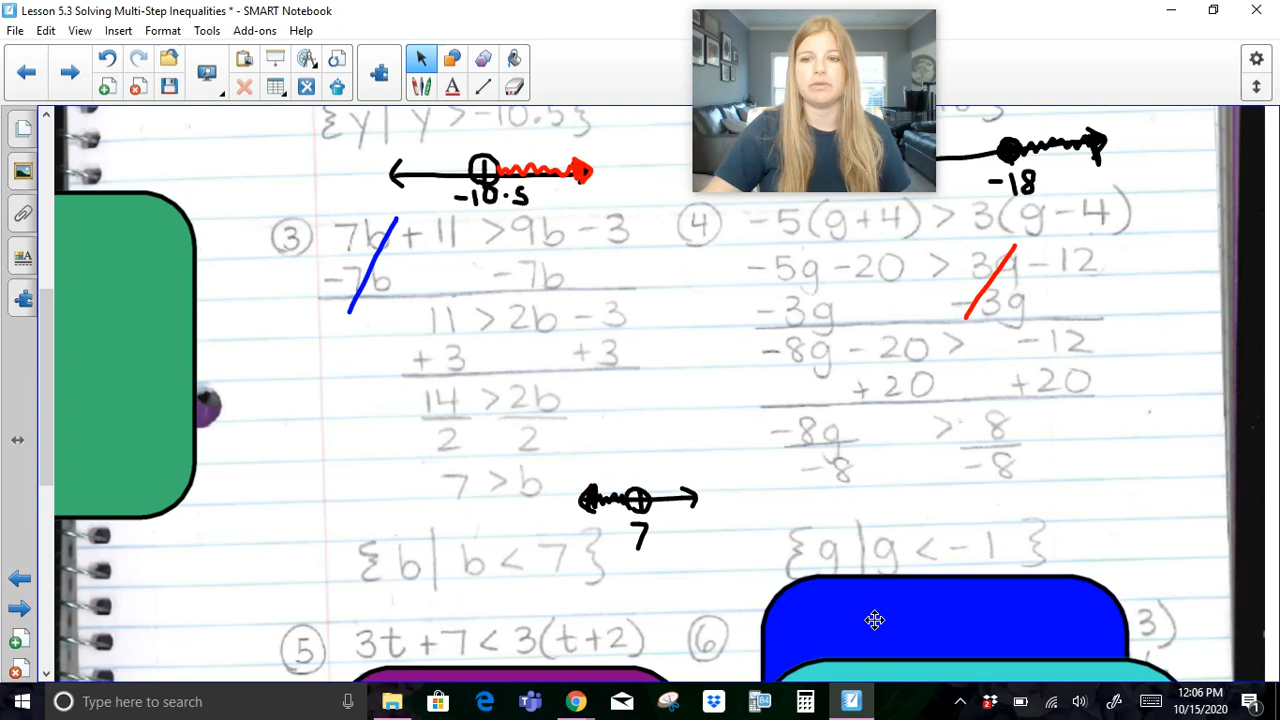 Lesson 5.3 Solving Multi-Step Inequalities * - SMART Notebook
File Edit View Insert Format Tools Add-ons Help
{y| y > -10.5}
-10.5
-18
③ 7b + 11 > 9b - 3
-7b -7b
11 > 2b - 3
+3 +3
14 > 2b
2 2
7 > b
7
{b| b < 7}
④ -5(g+4) > 3(g-4)
-5g - 20 > 3g - 12
-3g -3g
-8g - 20 > -12
+20 +20
-8g > 8
-8 -8
{g|g < -1}
⑤ 3t + 7 < 3(t+2)
⑥ 3)
Type here to search
12:06 PM
10/15/2020